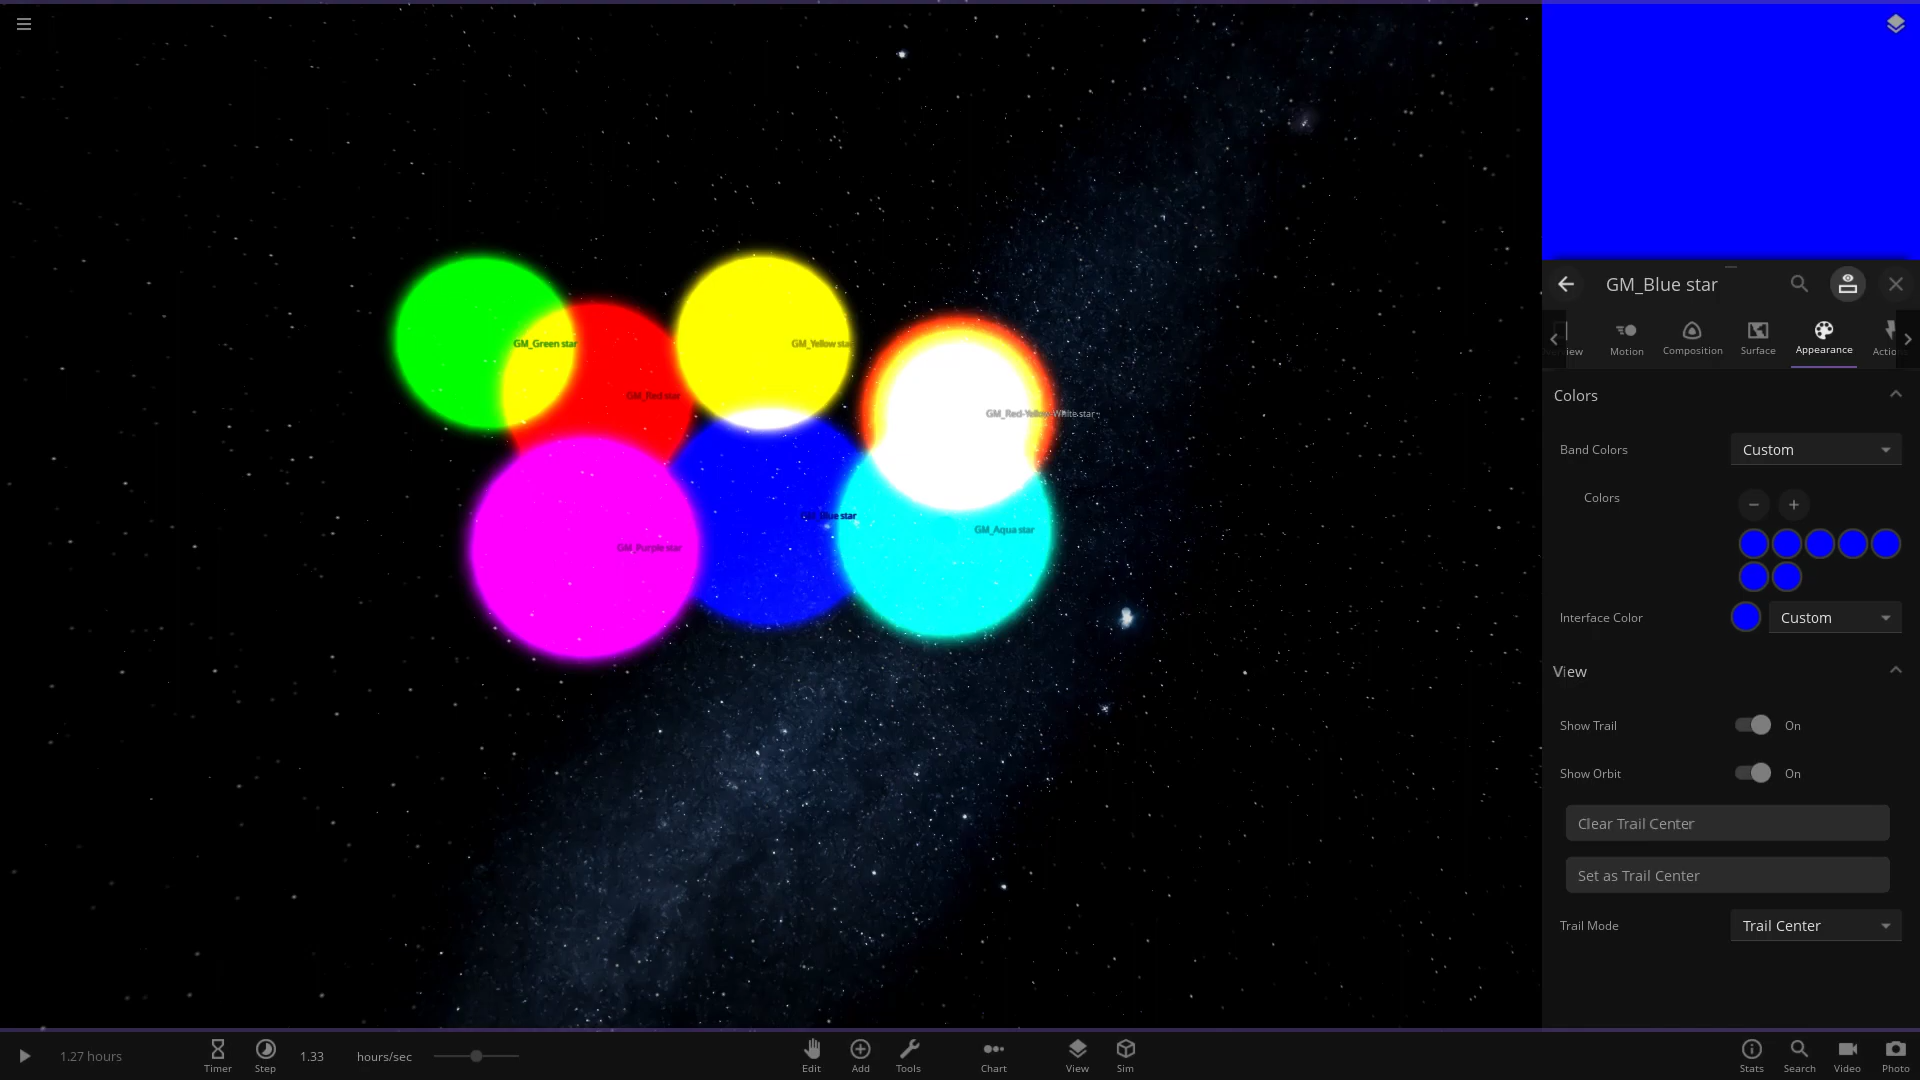 GM_Green star
GM_Yellow star
GM_Red star
GM_Red-Yellow-White star
GM_Blue star
GM_Aqua star
GM_Purple star
GM_Blue star
Motion
Composition
Surface
Appearance
Colors
Band Colors
Custom
Colors
Interface Color
Custom
View
Show Trail
On
Show Orbit
On
Clear Trail Center
Set as Trail Center
Trail Mode
Trail Center
1.27 hours
Timer
Step
1.33
hours/sec
Edit
Add
Tools
Chart
View
Sim
Stats
Search
Video
Photo